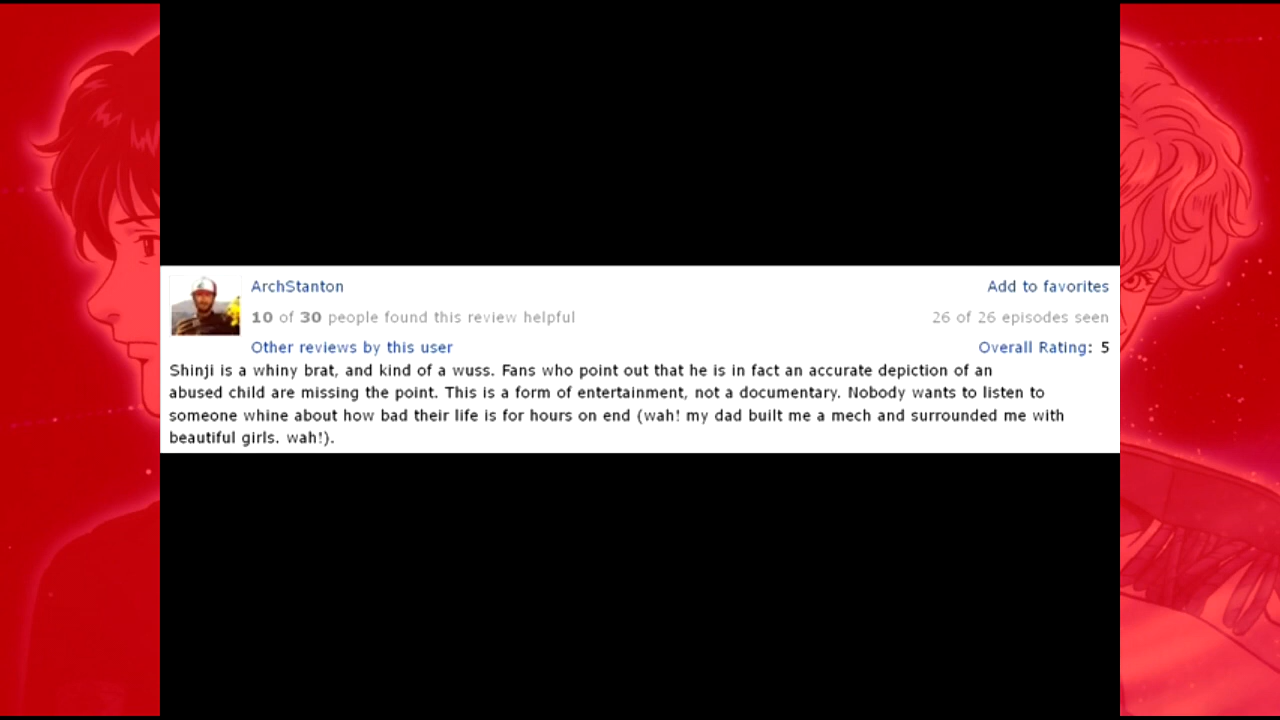 ArchStanton
Add to favorites
10 of 30 people found this review helpful
26 of 26 episodes seen
Other reviews by this user
Overall Rating: 5
Shinji is a whiny brat, and kind of a wuss. Fans who point out that he is in fact an accurate depiction of an
abused child are missing the point. This is a form of entertainment, not a documentary. Nobody wants to listen to
someone whine about how bad their life is for hours on end (wah! my dad built me a mech and surrounded me with
beautiful girls. wah!).